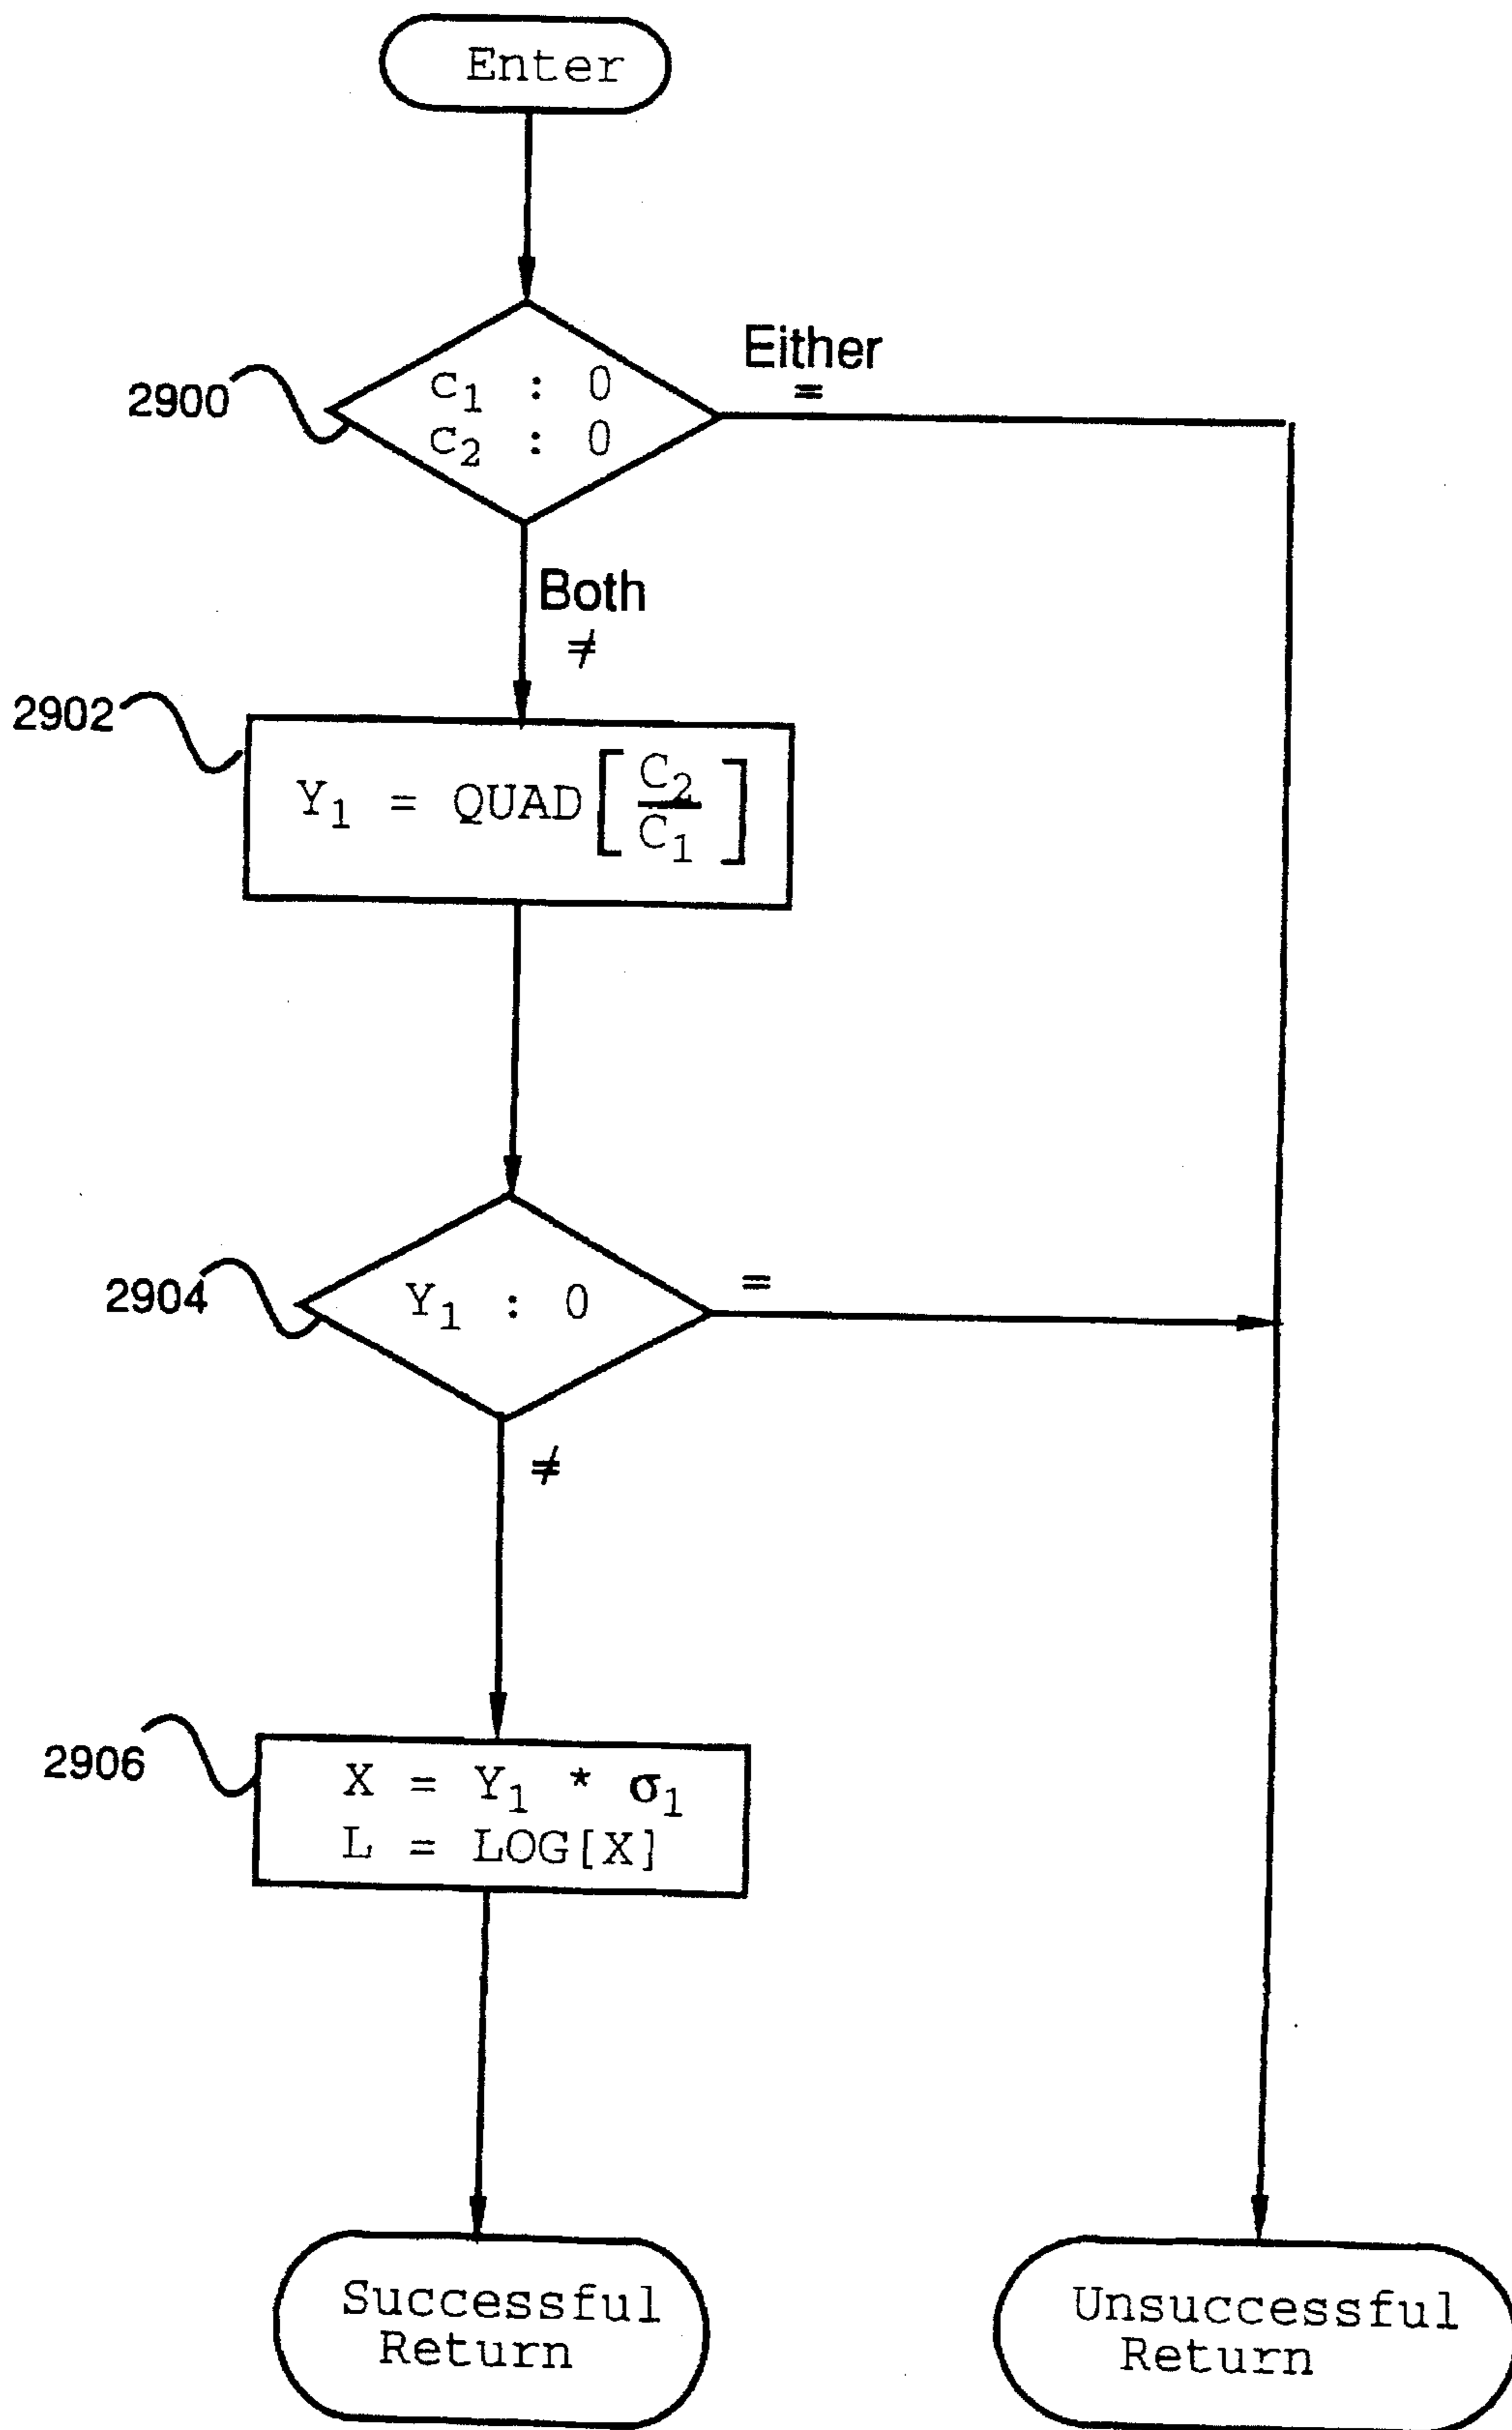 Enter
Either
=
2900
c₁ : 0
c₂ : 0
Both
≠
2902
Y₁ = QUAD[C₂/C₁]
2904
Y₁ : 0
=
≠
2906
X = Y₁ * σ₁
L = LOG[X]
Successful
Return
Unsuccessful
Return